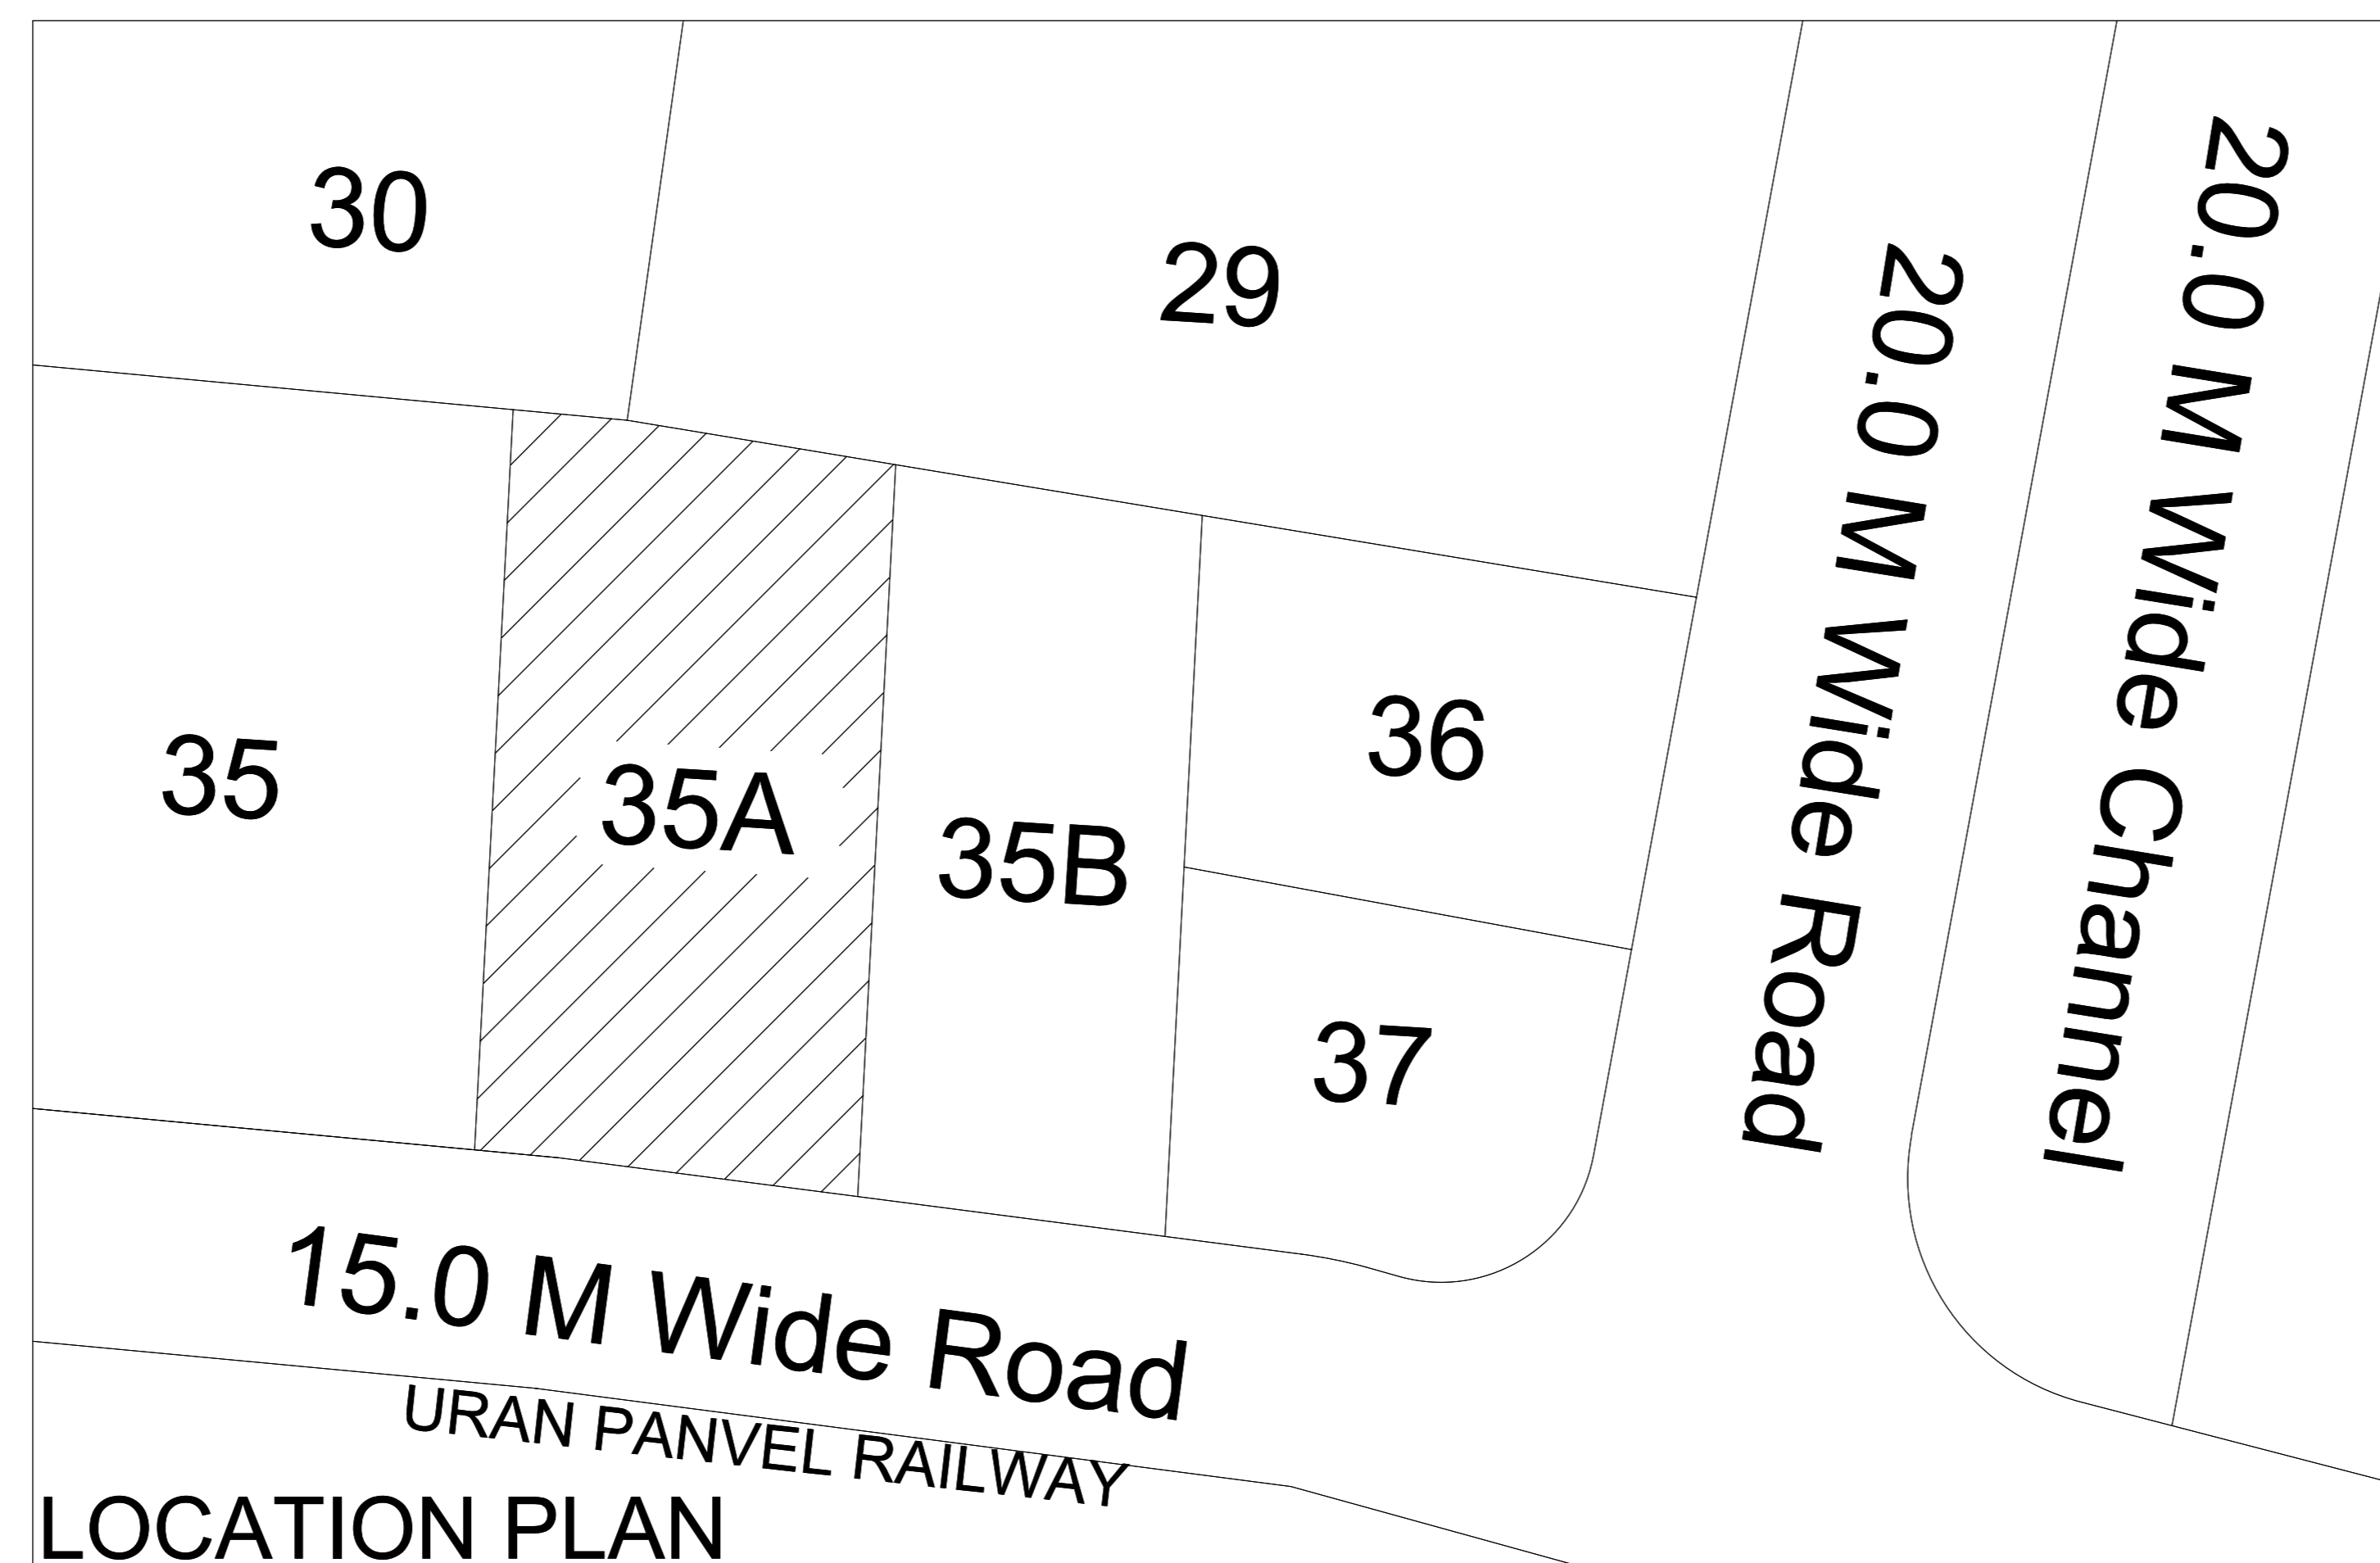 30
29
20.0 M Wide Road
20.0 M Wide Channel
35
35A
35B
36
37
15.0 M Wide Road
URAN PANVEL RAILWAY
LOCATION PLAN